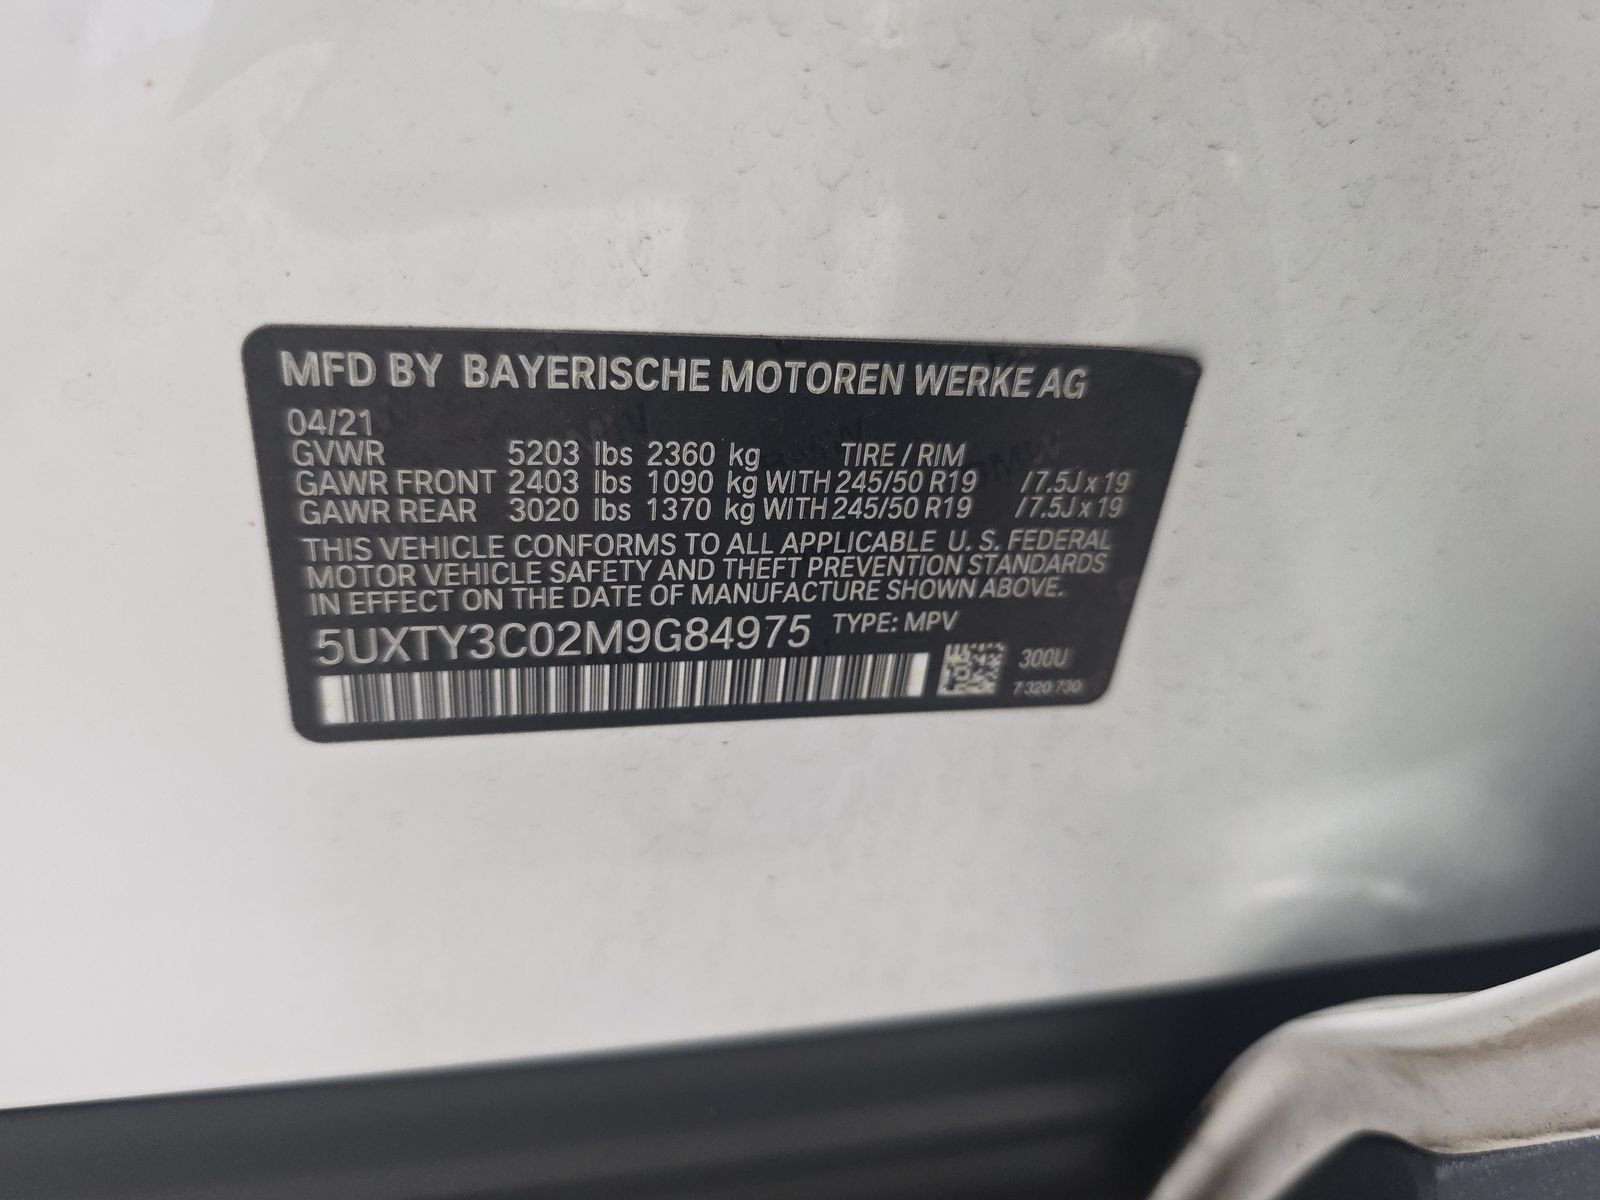 MFD BY BAYERISCHE MOTOREN WERKE AG
04/21
GVWR 5203 lbs 2360 kg TIRE / RIM
GAWR FRONT 2403 lbs 1090 kg WITH 245/50 R19 /7.5J x 19
GAWR REAR 3020 lbs 1370 kg WITH 245/50 R19 /7.5J x 19
THIS VEHICLE CONFORMS TO ALL APPLICABLE U. S. FEDERAL
MOTOR VEHICLE SAFETY AND THEFT PREVENTION STANDARDS
IN EFFECT ON THE DATE OF MANUFACTURE SHOWN ABOVE.
5UXTY3C02M9G84975 TYPE: MPV
300U
7 320 730